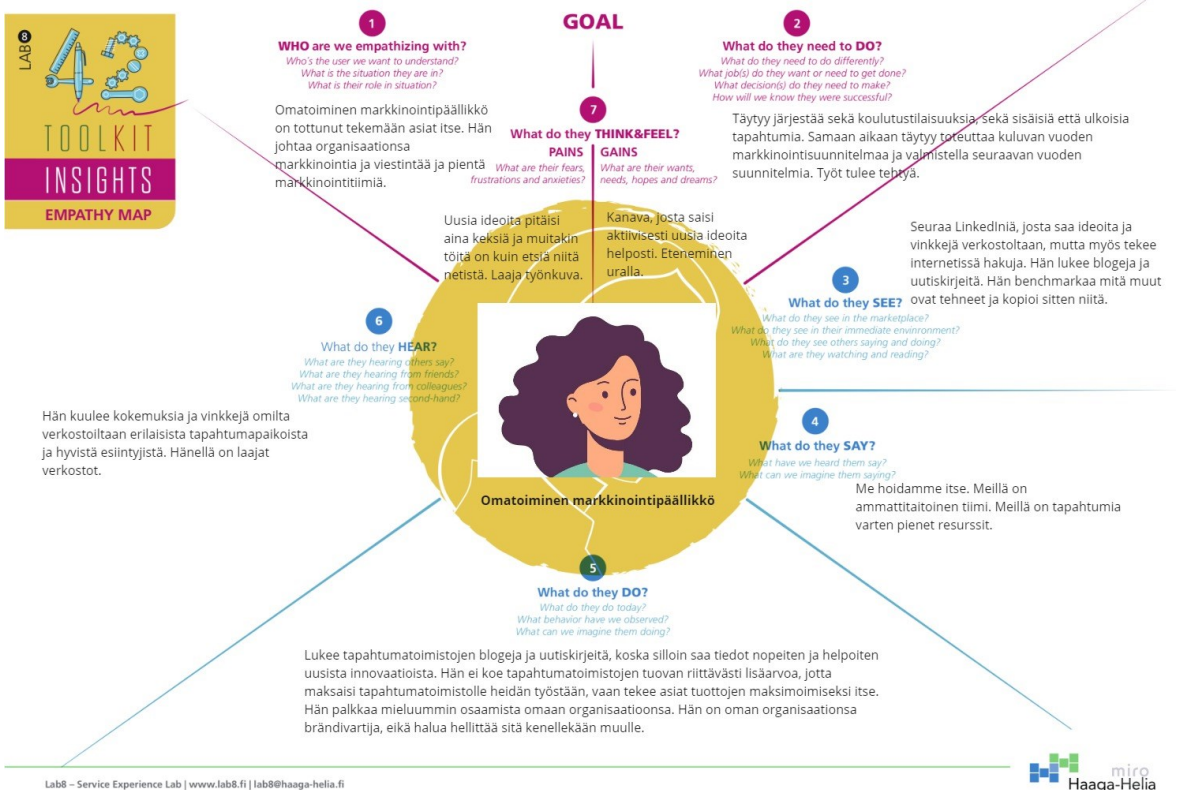 LAB8
42
TOOLKIT
INSIGHTS
EMPATHY MAP
GOAL
1
WHO are we empathizing with?
Who's the user we want to understand?
What is the situation they are in?
What is their role in situation?
Omatoiminen markkinointipäällikkö
on tottunut tekemään asiat itse. Hän
johtaa organisaationsa
markkinointia ja viestintää ja pientä
markkinointitiimiä.
2
What do they need to DO?
What do they need to do differently?
What job(s) do they want or need to get done?
What decision(s) do they need to make?
How will we know they were successful?
Täytyy järjestää sekä koulutustilaisuuksia, sekä sisäisiä että ulkoisia
tapahtumia. Samaan aikaan täytyy toteuttaa kuluvan vuoden
markkinointisuunnitelmaa ja valmistella seuraavan vuoden
suunnitelmia. Työt tulee tehtyä.
7
What do they THINK&FEEL?
PAINS
What are their fears,
frustrations and anxieties?
GAINS
What are their wants,
needs, hopes and dreams?
Uusia ideoita pitäisi
aina keksiä ja muitakin
töitä on kuin etsiä niitä
netistä. Laaja työnkuva.
Kanava, josta saisi
aktiivisesti uusia ideoita
helposti. Eteneminen
uralla.
3
What do they SEE?
What do they see in the marketplace?
What do they see in their immediate envinronment?
What do they see others saying and doing?
What are they watching and reading?
Seuraa LinkedIniä, josta saa ideoita ja
vinkkejä verkostoltaan, mutta myös tekee
internetissä hakuja. Hän lukee blogeja ja
uutiskirjeitä. Hän benchmarkaa mitä muut
ovat tehneet ja kopioi sitten niitä.
4
What do they SAY?
What have we heard them say?
What can we imagine them saying?
Me hoidamme itse. Meillä on
ammattitaitoinen tiimi. Meillä on tapahtumia
varten pienet resurssit.
6
What do they HEAR?
What are they hearing others say?
What are they hearing from friends?
What are they hearing from colleagues?
What are they hearing second-hand?
Hän kuulee kokemuksia ja vinkkejä omilta
verkostoiltaan erilaisista tapahtumapaikoista
ja hyvistä esiintyjistä. Hänellä on laajat
verkostot.
Omatoiminen markkinointipäällikkö
5
What do they DO?
What do they do today?
What behavior have we observed?
What can we imagine them doing?
Lukee tapahtumatoimistojen blogeja ja uutiskirjeitä, koska silloin saa tiedot nopeiten ja helpoiten
uusista innovaatioista. Hän ei koe tapahtumatoimistojen tuovan riittävästi lisäarvoa, jotta
maksaisi tapahtumatoimistolle heidän työstään, vaan tekee asiat tuottojen maksimoimiseksi itse.
Hän palkkaa mieluummin osaamista omaan organisaatioonsa. Hän on oman organisaationsa
brändivartija, eikä halua hellittää sitä kenellekään muulle.
Lab8 – Service Experience Lab | www.lab8.fi | lab8@haaga-helia.fi
miro
Haaga-Helia